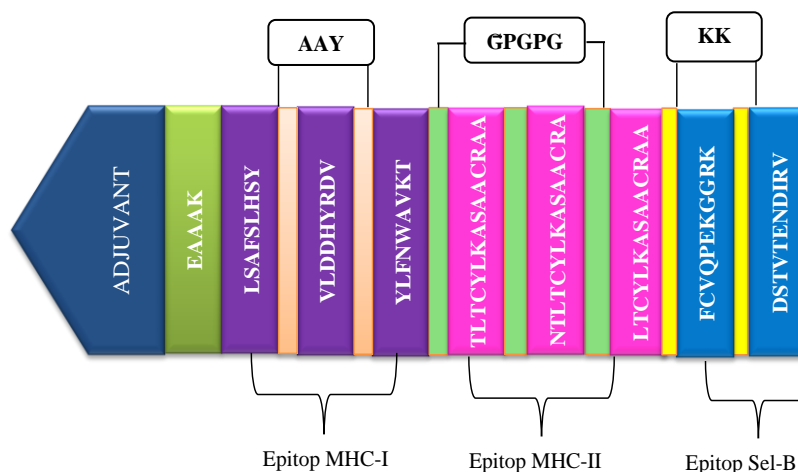 AAY
GPGPG
KK
ADJUVANT
EAAAK
LSAFSLHSY
VLDDHYRDV
YLFNWAVKT
TLTCYLKASAACRAA
NTLTCYLKASAACRA
LTCYLKASAACRAA
FCVQPEKGGRK
DSTVTENDIRV
Epitop MHC-I
Epitop MHC-II
Epitop Sel-B